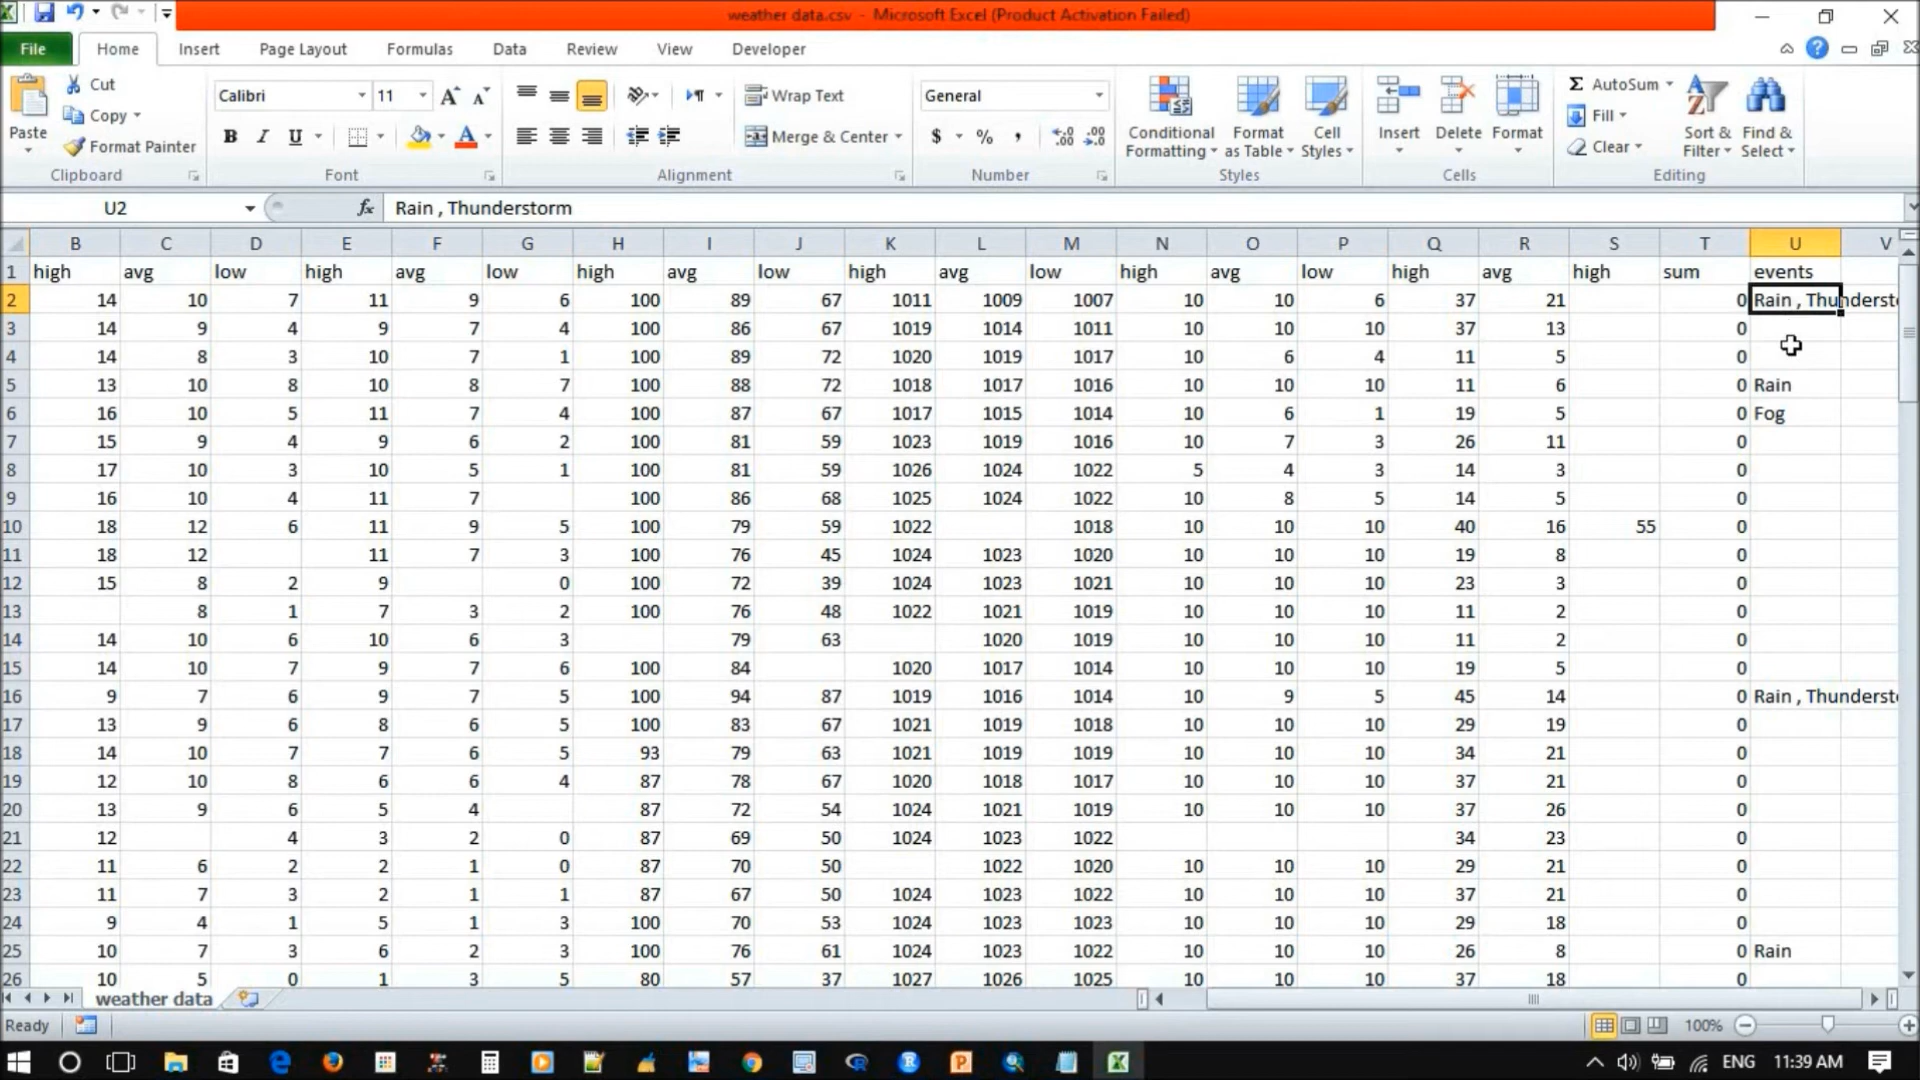 weather data.csv - Microsoft Excel (Product Activation Failed)
File Home Insert Page Layout Formulas Data Review View Developer
Paste Cut Copy Format Painter Clipboard
Calibri 11 B I U Font
Wrap Text Merge & Center Alignment
General $ % , Number
Conditional Formatting Format as Table Cell Styles Styles
Insert Delete Format Cells
Σ AutoSum Fill Clear Sort & Filter Find & Select Editing
U2 fx Rain , Thunderstorm
B C D E F G H I J K L M N O P Q R S T U V
1 high avg low high avg low high avg low high avg low high avg low high avg high sum events
2 14 10 7 11 9 6 100 89 67 1011 1009 1007 10 10 6 37 21 0 Rain , Thunderst
3 14 9 4 9 7 4 100 86 67 1019 1014 1011 10 10 10 37 13 0
4 14 8 3 10 7 1 100 89 72 1020 1019 1017 10 6 4 11 5 0
5 13 10 8 10 8 7 100 88 72 1018 1017 1016 10 10 10 11 6 0 Rain
6 16 10 5 11 7 4 100 87 67 1017 1015 1014 10 6 1 19 5 0 Fog
7 15 9 4 9 6 2 100 81 59 1023 1019 1016 10 7 3 26 11 0
8 17 10 3 10 5 1 100 81 59 1026 1024 1022 5 4 3 14 3 0
9 16 10 4 11 7 100 86 68 1025 1024 1022 10 8 5 14 5 0
10 18 12 6 11 9 5 100 79 59 1022 1018 10 10 10 40 16 55 0
11 18 12 11 7 3 100 76 45 1024 1023 1020 10 10 10 19 8 0
12 15 8 2 9 0 100 72 39 1024 1023 1021 10 10 10 23 3 0
13 8 1 7 3 2 100 76 48 1022 1021 1019 10 10 10 11 2 0
14 14 10 6 10 6 3 79 63 1020 1019 10 10 10 11 2 0
15 14 10 7 9 7 6 100 84 1020 1017 1014 10 10 10 19 5 0
16 9 7 6 9 7 5 100 94 87 1019 1016 1014 10 9 5 45 14 0 Rain , Thunderst
17 13 9 6 8 6 5 100 83 67 1021 1019 1018 10 10 10 29 19 0
18 14 10 7 7 6 5 93 79 63 1021 1019 1019 10 10 10 34 21 0
19 12 10 8 6 6 4 87 78 67 1020 1018 1017 10 10 10 37 21 0
20 13 9 6 5 4 87 72 54 1024 1021 1019 10 10 10 37 26 0
21 12 4 3 2 0 87 69 50 1024 1023 1022 34 23 0
22 11 6 2 2 1 0 87 70 50 1022 1020 10 10 10 29 21 0
23 11 7 3 2 1 1 87 67 50 1024 1023 1022 10 10 10 37 21 0
24 9 4 1 5 1 3 100 70 53 1024 1023 1023 10 10 10 29 18 0
25 10 7 3 6 2 3 100 76 61 1024 1023 1022 10 10 10 26 8 0 Rain
26 10 5 0 1 3 5 80 57 37 1027 1026 1025 10 10 10 37 18 0
weather data
Ready 100%
ENG 11:39 AM